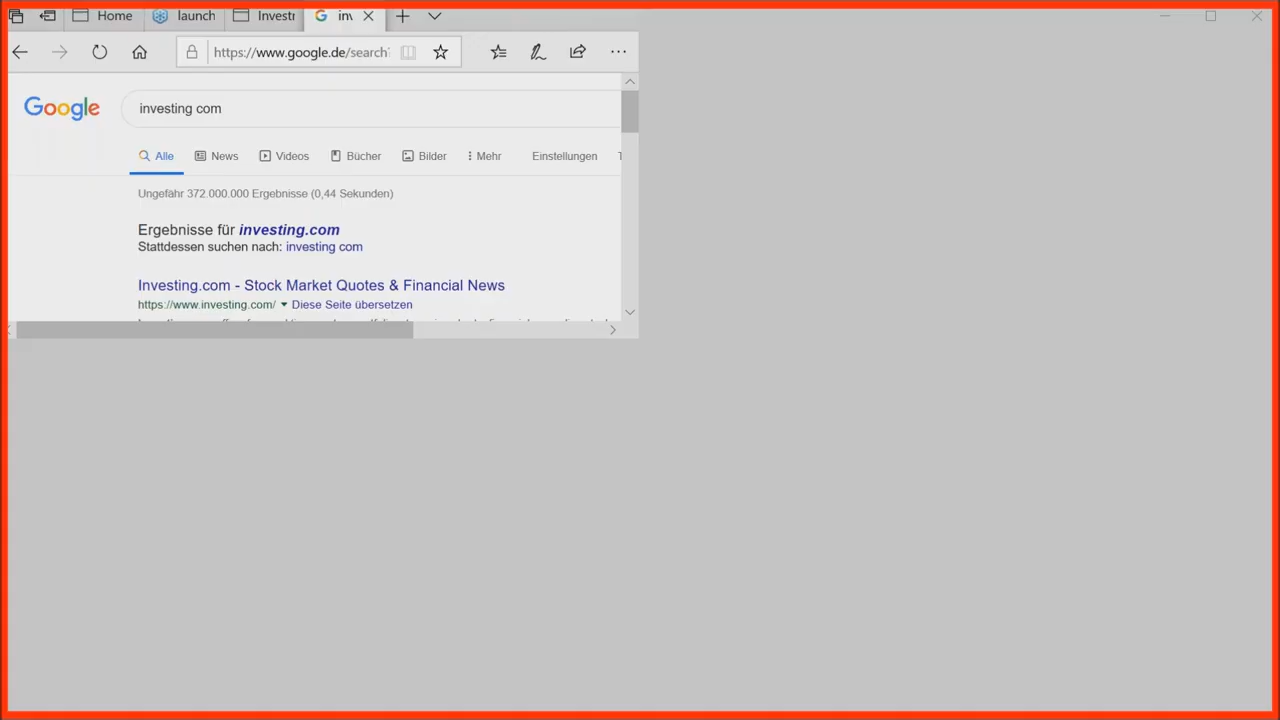 Home launch Investi inv
https://www.google.de/search?
Google investing com
Alle News Videos Bücher Bilder Mehr Einstellungen
Ungefähr 372.000.000 Ergebnisse (0,44 Sekunden)
Ergebnisse für investing.com
Stattdessen suchen nach: investing com
Investing.com - Stock Market Quotes & Financial News
https://www.investing.com/ Diese Seite übersetzen